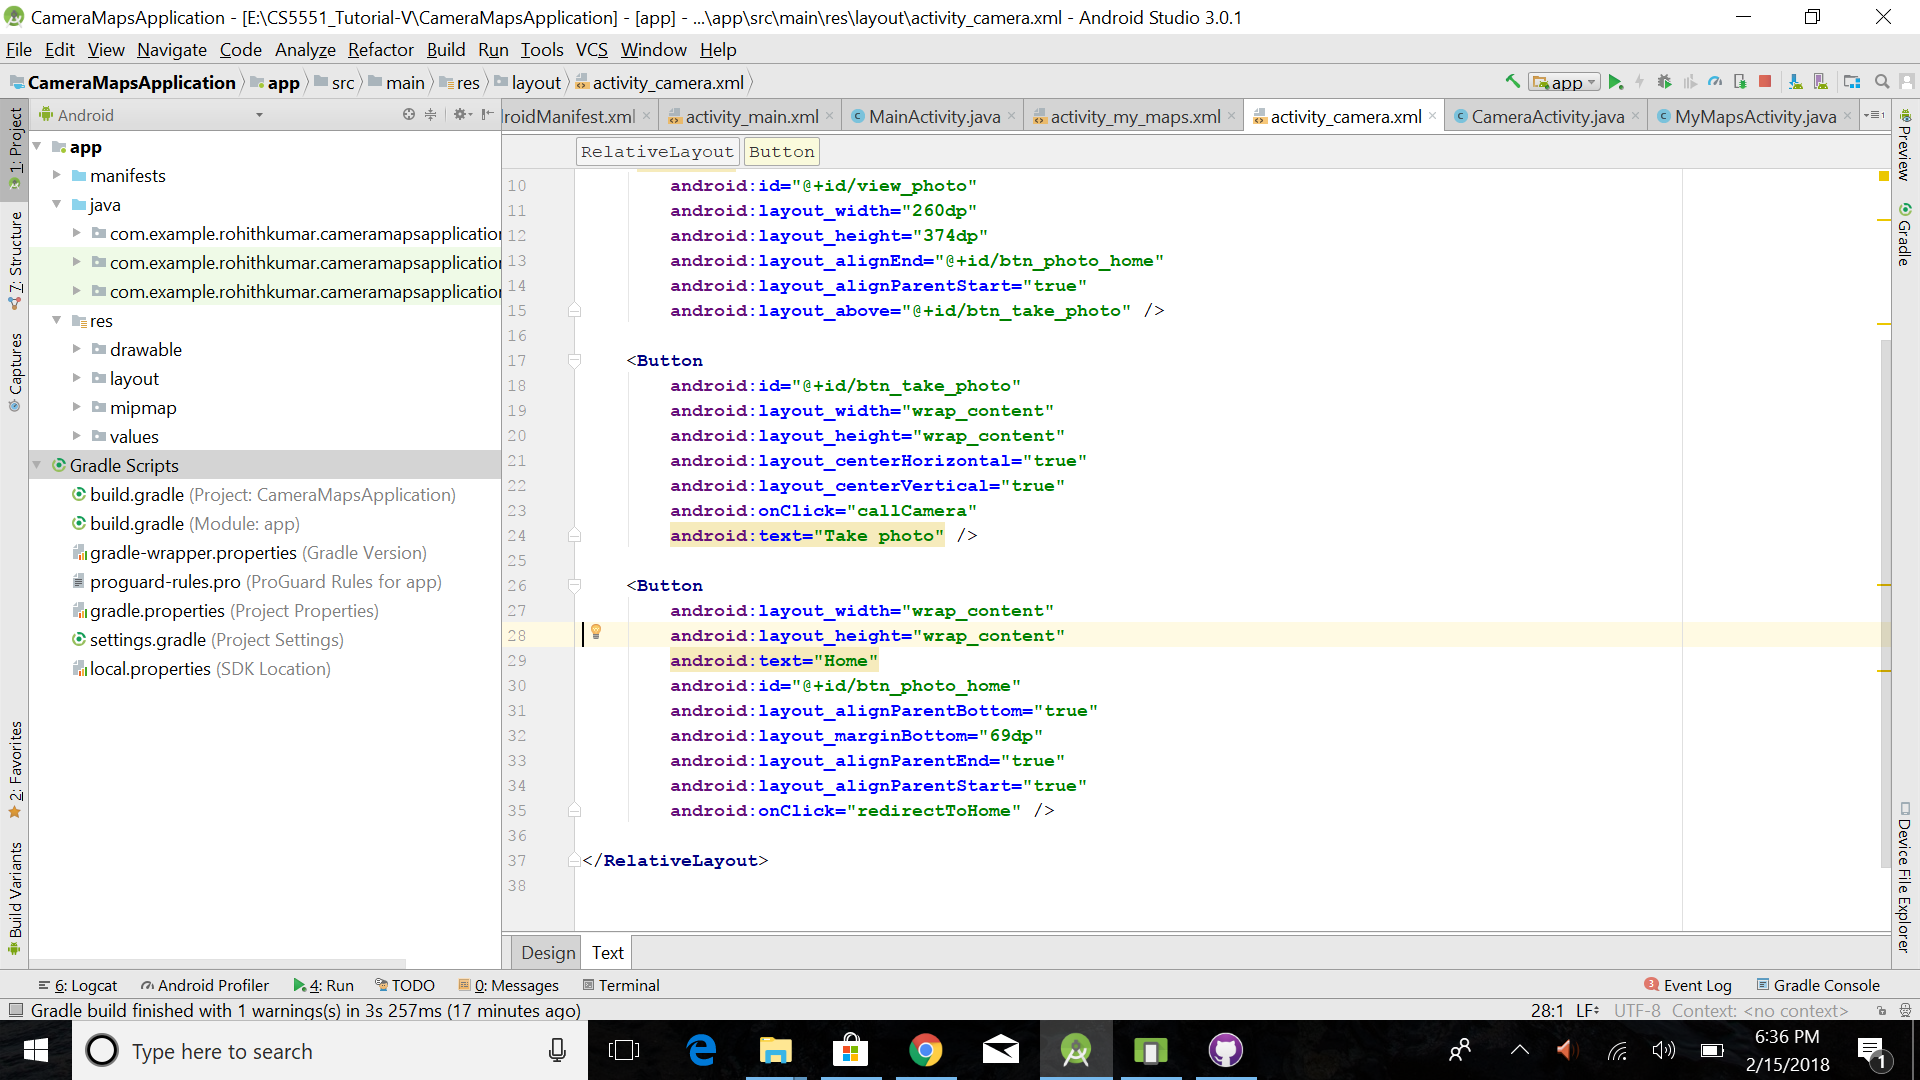 CameraMapsApplication - [E:\CS5551_Tutorial-V\CameraMapsApplication] - [app] - ...\app\src\main\res\layout\activity_camera.xml - Android Studio 3.0.1
File Edit View Navigate Code Analyze Refactor Build Run Tools VCS Window Help
CameraMapsApplication app src main res layout activity_camera.xml app
Android
roidManifest.xml activity_main.xml MainActivity.java activity_my_maps.xml activity_camera.xml CameraActivity.java MyMapsActivity.java
RelativeLayout Button
1: Project
7: Structure
Captures
2: Favorites
Build Variants
app
manifests
java
com.example.rohithkumar.cameramapsapplication
com.example.rohithkumar.cameramapsapplication
com.example.rohithkumar.cameramapsapplication
res
drawable
layout
mipmap
values
Gradle Scripts
build.gradle (Project: CameraMapsApplication)
build.gradle (Module: app)
gradle-wrapper.properties (Gradle Version)
proguard-rules.pro (ProGuard Rules for app)
gradle.properties (Project Properties)
settings.gradle (Project Settings)
local.properties (SDK Location)
10 android:id="@+id/view_photo"
11 android:layout_width="260dp"
12 android:layout_height="374dp"
13 android:layout_alignEnd="@+id/btn_photo_home"
14 android:layout_alignParentStart="true"
15 android:layout_above="@+id/btn_take_photo" />
16
17 <Button
18 android:id="@+id/btn_take_photo"
19 android:layout_width="wrap_content"
20 android:layout_height="wrap_content"
21 android:layout_centerHorizontal="true"
22 android:layout_centerVertical="true"
23 android:onClick="callCamera"
24 android:text="Take photo" />
25
26 <Button
27 android:layout_width="wrap_content"
28 android:layout_height="wrap_content"
29 android:text="Home"
30 android:id="@+id/btn_photo_home"
31 android:layout_alignParentBottom="true"
32 android:layout_marginBottom="69dp"
33 android:layout_alignParentEnd="true"
34 android:layout_alignParentStart="true"
35 android:onClick="redirectToHome" />
36
37 </RelativeLayout>
38
Preview
Gradle
Device File Explorer
Design Text
6: Logcat Android Profiler 4: Run TODO 0: Messages Terminal 3 Event Log Gradle Console
Gradle build finished with 1 warnings(s) in 3s 257ms (17 minutes ago) 28:1 LF UTF-8 Context: <no context>
Type here to search
6:36 PM
2/15/2018
1